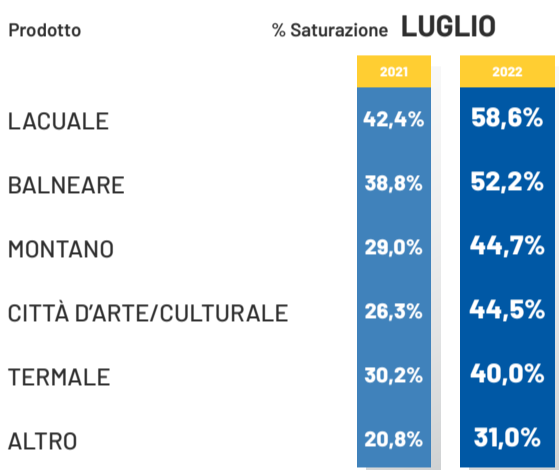 Prodotto % Saturazione LUGLIO
2021 2022
LACUALE 42,4% 58,6%
BALNEARE 38,8% 52,2%
MONTANO 29,0% 44,7%
CITTÀ D'ARTE/CULTURALE 26,3% 44,5%
TERMALE 30,2% 40,0%
ALTRO 20,8% 31,0%